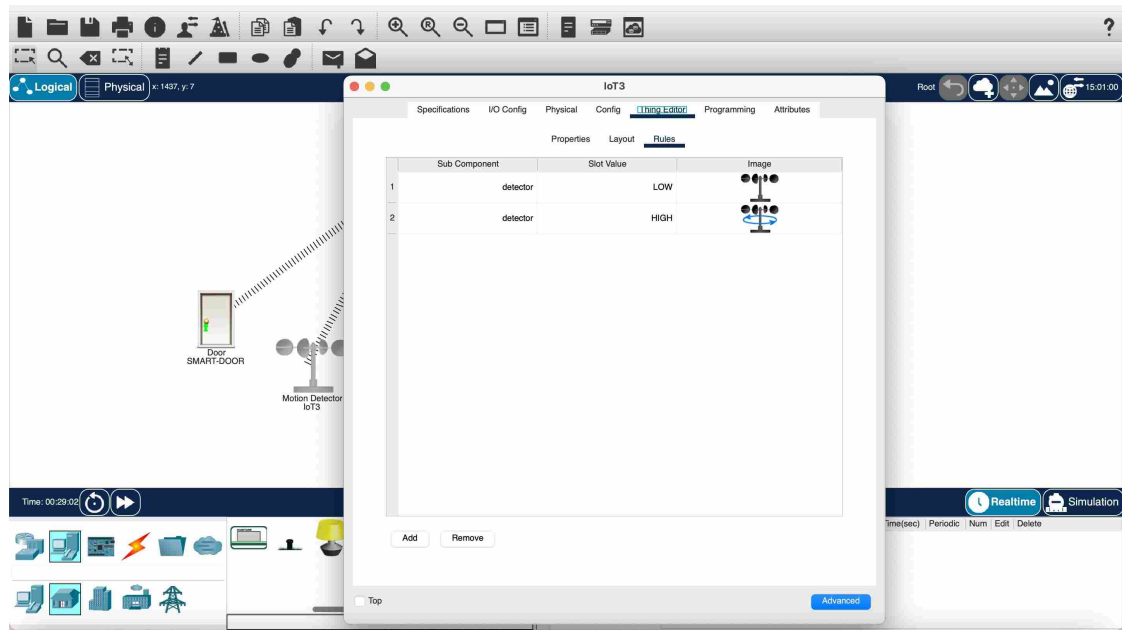 ?
Logical Physical x: 1437, y: 7
IoT3
Root 15:01:00
Specifications I/O Config Physical Config Thing Editor Programming Attributes
Properties Layout Rules
Sub Component Slot Value Image
1 detector LOW
2 detector HIGH
Door
SMART-DOOR
Motion Detector
IoT3
Time: 00:29:02
Realtime Simulation
Time(sec) Periodic Num Edit Delete
Add Remove
Top Advanced